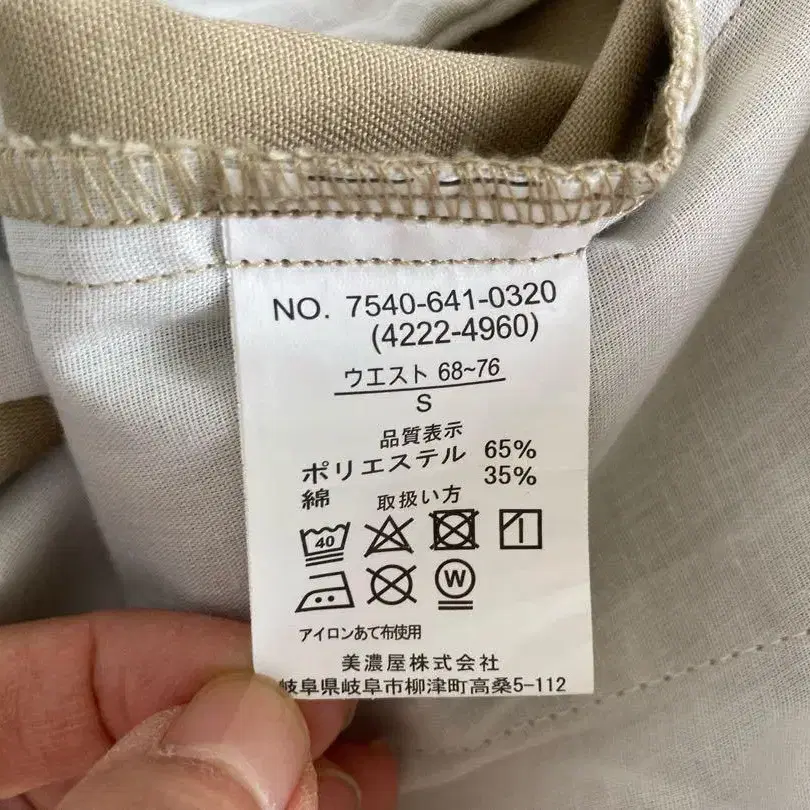 NO. 7540-641-0320
(4222-4960)
ウエスト 68~76
S
品質表示
ポリエステル 65%
綿 35%
取扱い方
40
W
アイロンあて布使用
美濃屋株式会社
岐阜県岐阜市柳津町高桑5-112